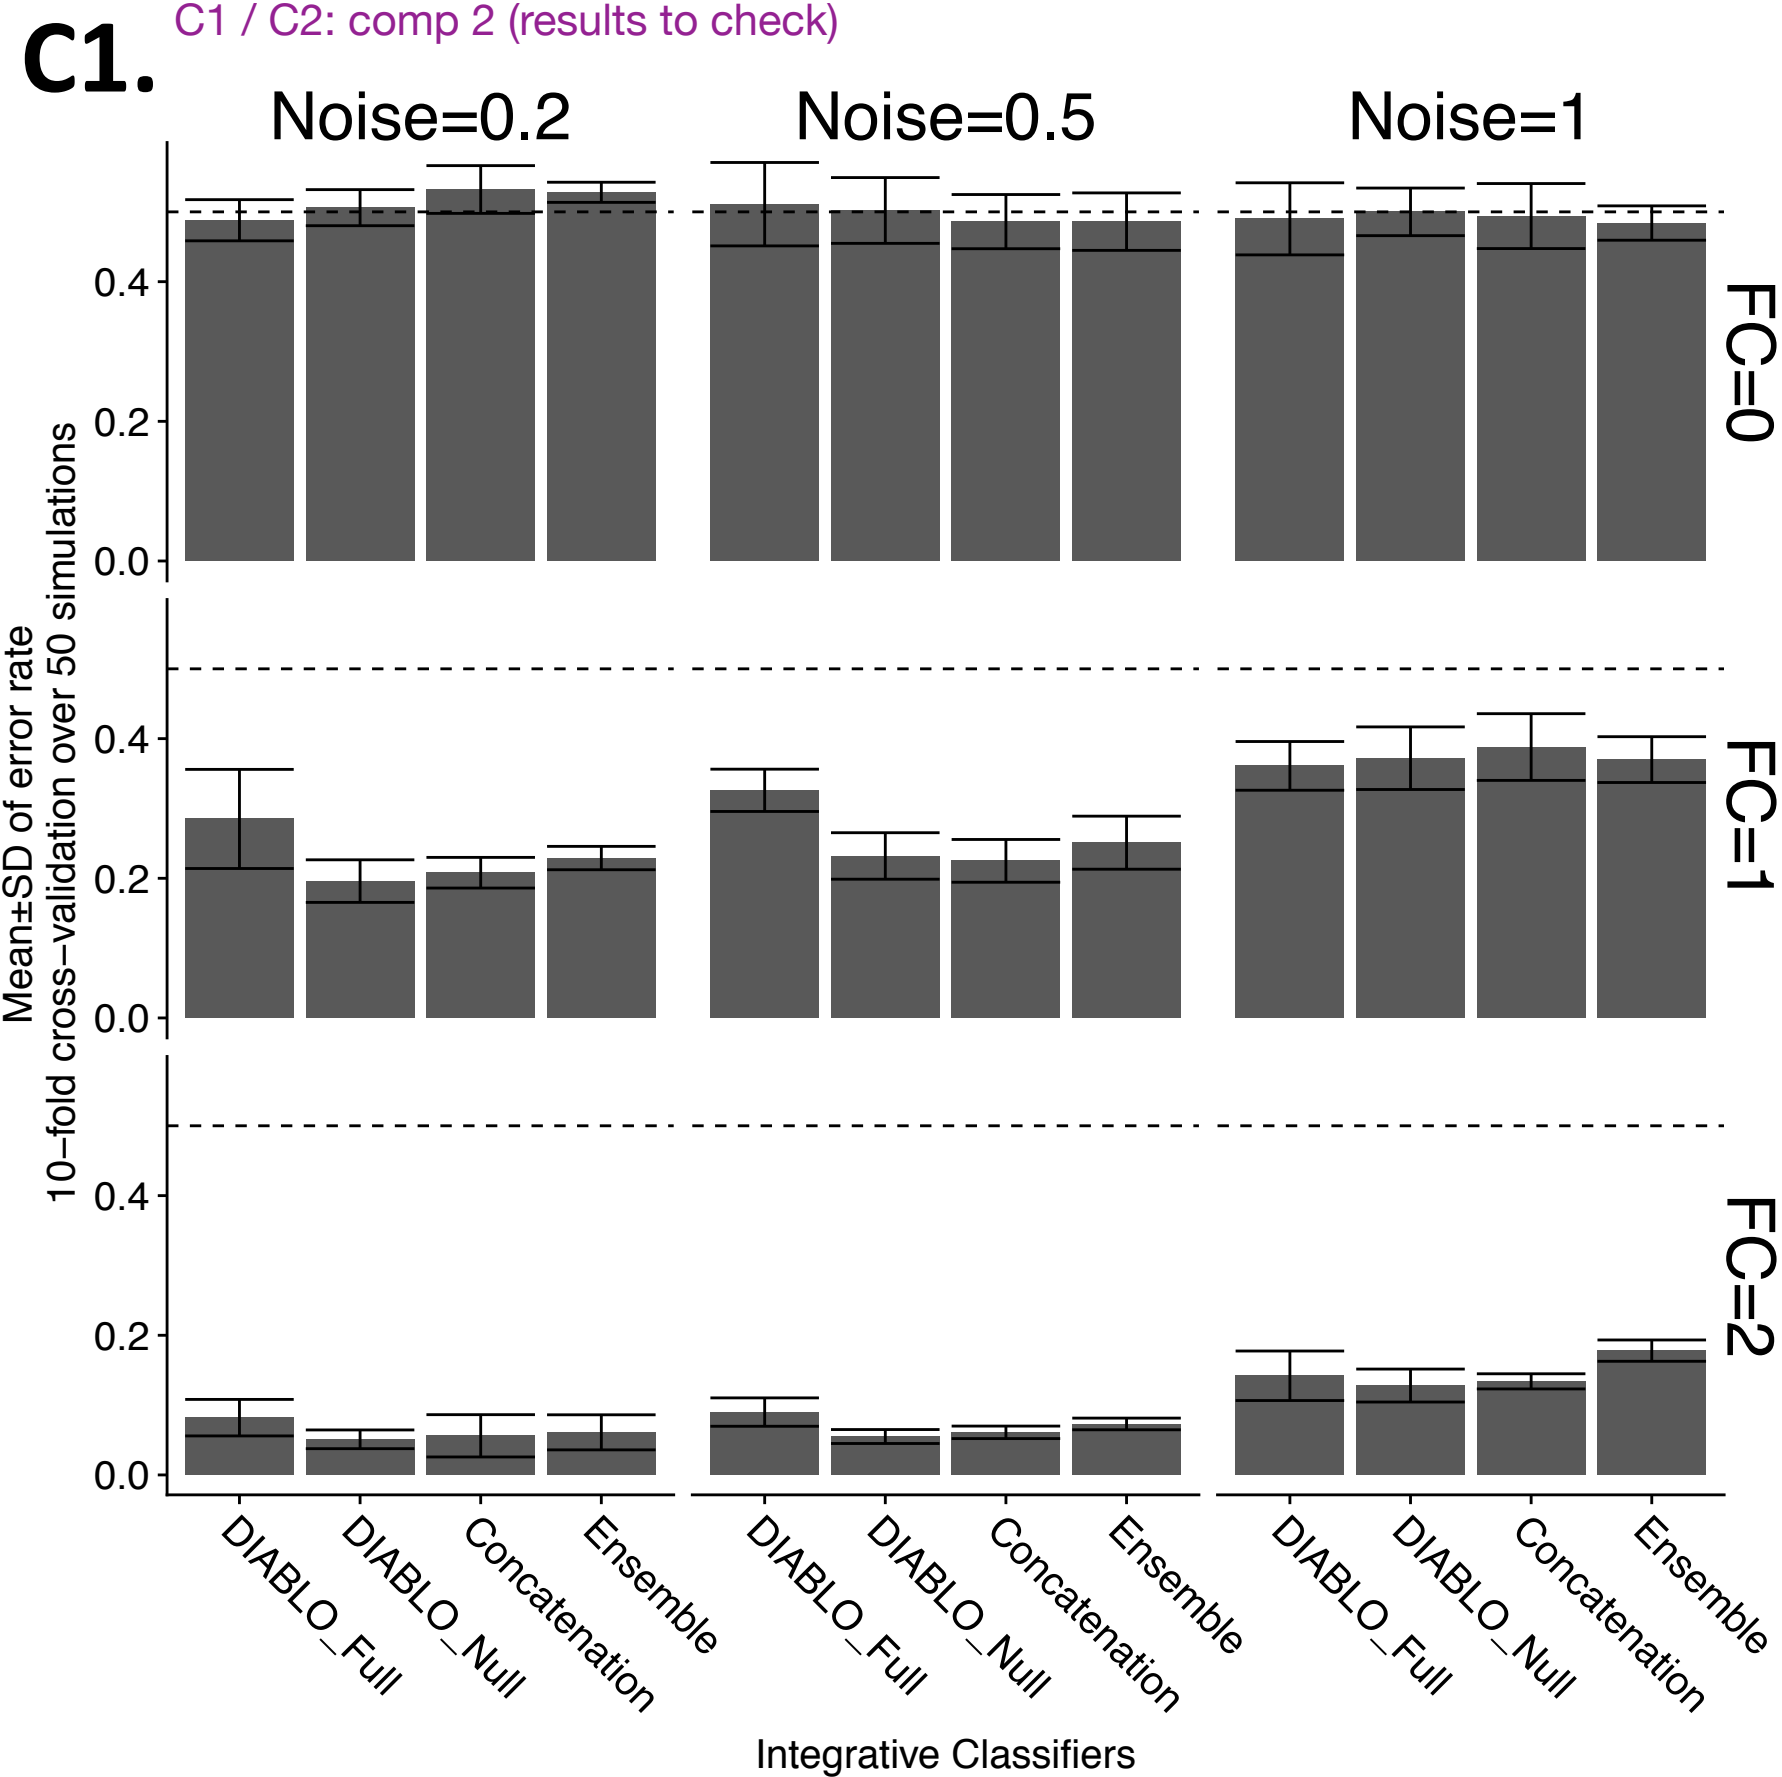 C1 / C2: comp 2 (results to check)
C1.
Noise=0.2
Noise=0.5
Noise=1
Mean±SD of error rate
10−fold cross−validation over 50 simulations
0.4
0.2
0.0
FC=0
0.4
0.2
0.0
FC=1
0.4
0.2
0.0
FC=2
DIABLO_Full
DIABLO_Null
Concatenation
Ensemble
DIABLO_Full
DIABLO_Null
Concatenation
Ensemble
DIABLO_Full
DIABLO_Null
Concatenation
Ensemble
Integrative Classifiers